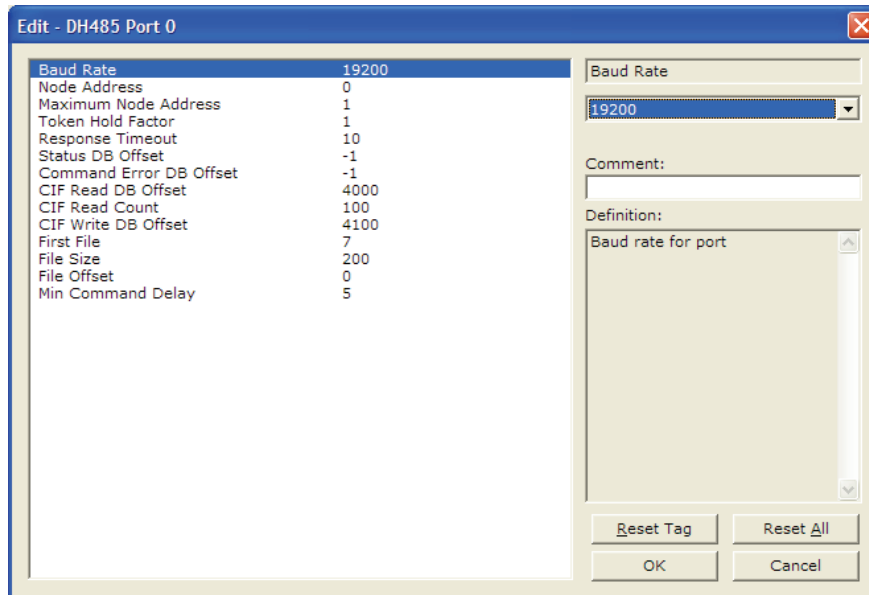 Edit - DH485 Port 0
Baud Rate 19200
Node Address 0
Maximum Node Address 1
Token Hold Factor 1
Response Timeout 10
Status DB Offset -1
Command Error DB Offset -1
CIF Read DB Offset 4000
CIF Read Count 100
CIF Write DB Offset 4100
First File 7
File Size 200
File Offset 0
Min Command Delay 5
Baud Rate
19200
Comment:
Definition:
Baud rate for port
Reset Tag Reset All
OK Cancel